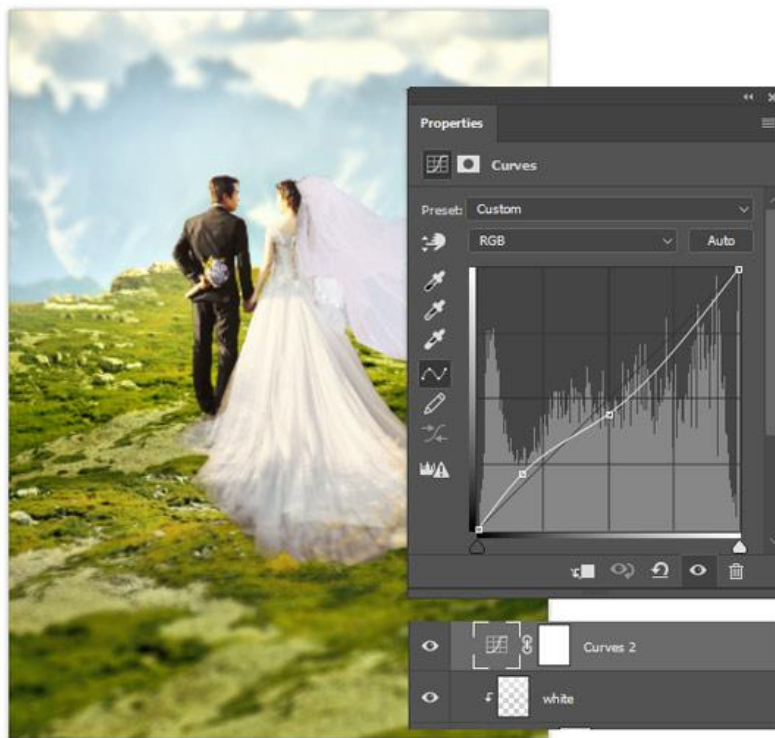 Properties
Curves
Preset: Custom
RGB
Auto
Curves 2
white